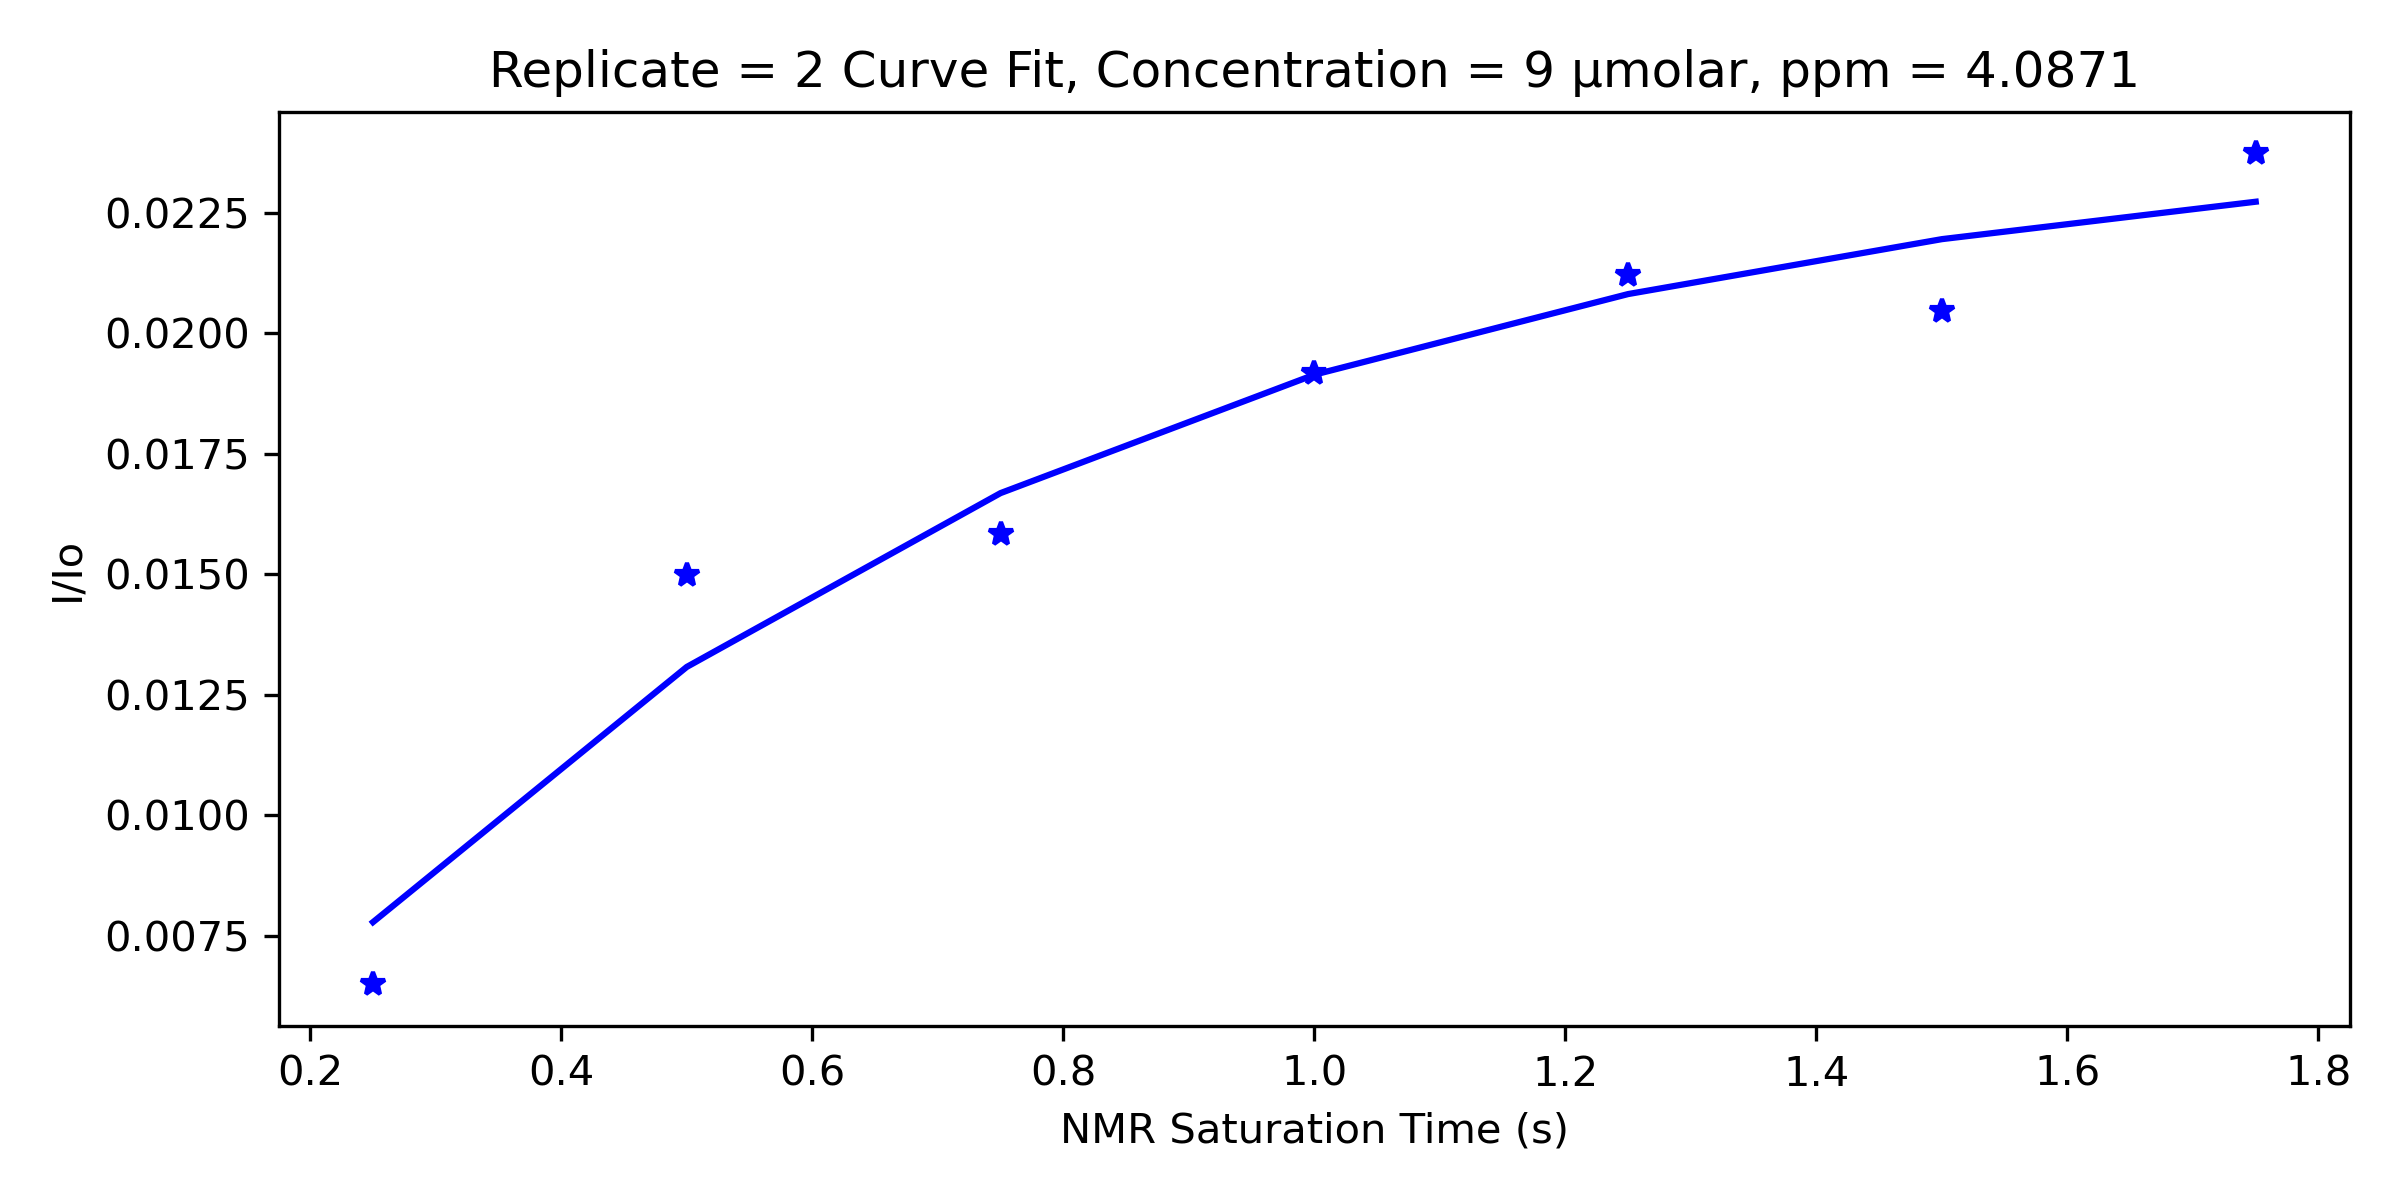 Replicate = 2 Curve Fit, Concentration = 9 µmolar, ppm = 4.0871
I/Io
0.0225
0.0200
0.0175
0.0150
0.0125
0.0100
0.0075
0.2 0.4 0.6 0.8 1.0 1.2 1.4 1.6 1.8
NMR Saturation Time (s)